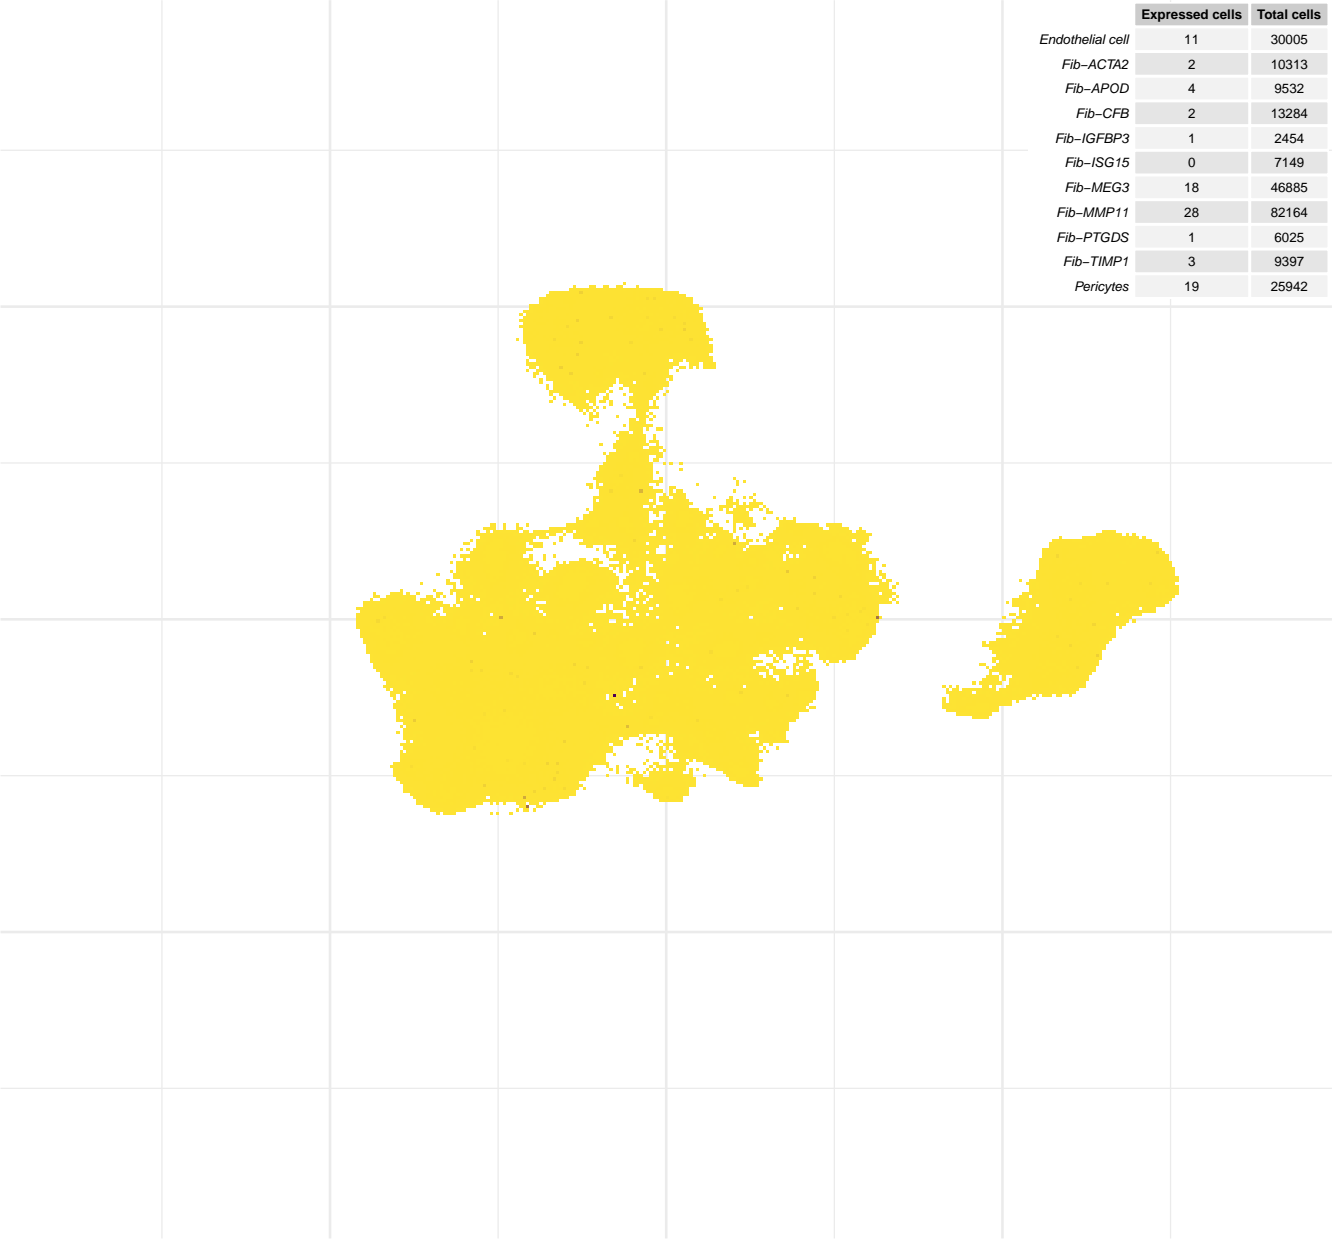 Expressed cells Total cells
Endothelial cell 11 30005
Fib−ACTA2 2 10313
Fib−APOD 4 9532
Fib−CFB 2 13284
Fib−IGFBP3 1 2454
Fib−ISG15 0 7149
Fib−MEG3 18 46885
Fib−MMP11 28 82164
Fib−PTGDS 1 6025
Fib−TIMP1 3 9397
Pericytes 19 25942